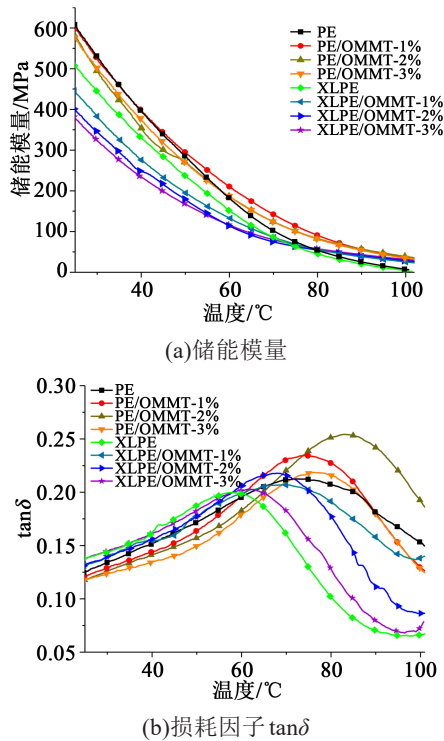 600
500
400
300
200
100
0
储能模量/MPa
PE
PE/OMMT-1%
PE/OMMT-2%
PE/OMMT-3%
XLPE
XLPE/OMMT-1%
XLPE/OMMT-2%
XLPE/OMMT-3%
40 60 80 100
温度/℃
(a)储能模量
0.30
0.25
0.20
0.15
0.10
0.05
tanδ
PE
PE/OMMT-1%
PE/OMMT-2%
PE/OMMT-3%
XLPE
XLPE/OMMT-1%
XLPE/OMMT-2%
XLPE/OMMT-3%
40 60 80 100
温度/℃
(b)损耗因子 tanδ